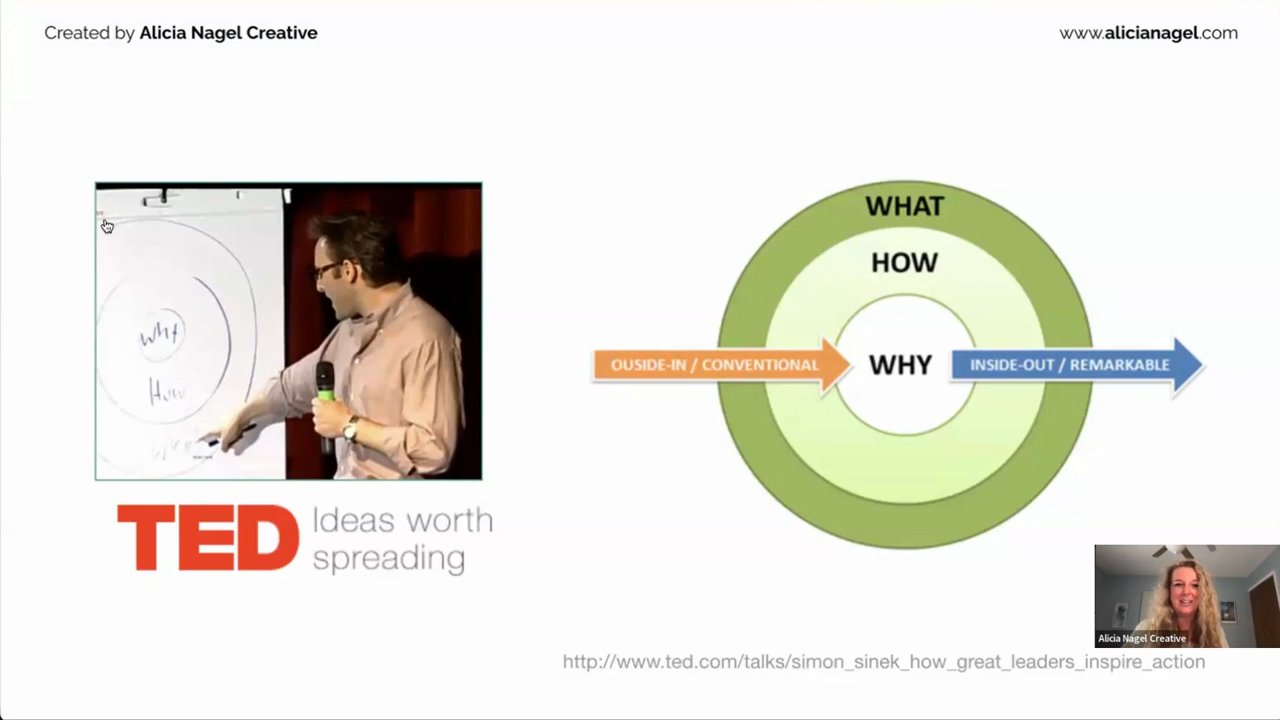 Created by Alicia Nagel Creative
www.alicianagel.com
why
How
TED
Ideas worth
spreading
WHAT
HOW
OUSIDE-IN / CONVENTIONAL
WHY
INSIDE-OUT / REMARKABLE
Alicia Nagel Creative
http://www.ted.com/talks/simon_sinek_how_great_leaders_inspire_action